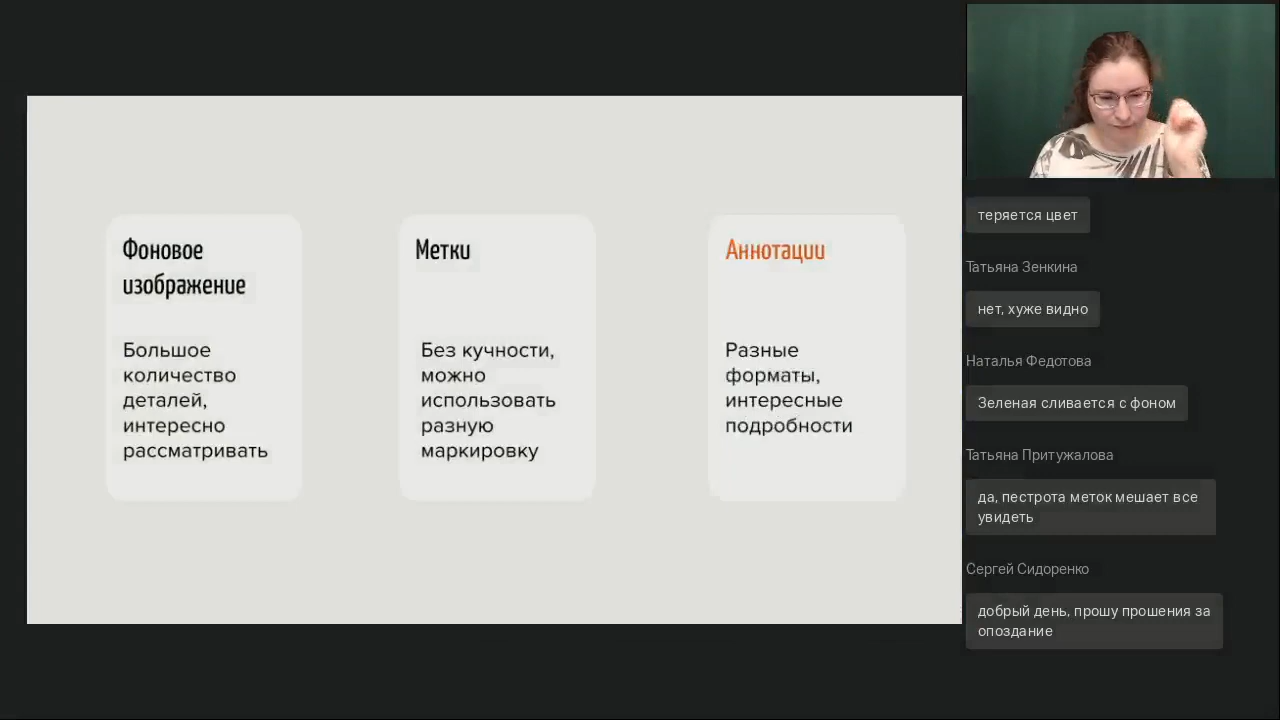 Фоновое
изображение
Большое
количество
деталей,
интересно
рассматривать
Метки
Без кучности,
можно
использовать
разную
маркировку
Аннотации
Разные
форматы,
интересные
подробности
теряется цвет
Татьяна Зенкина
нет, хуже видно
Наталья Федотова
Зеленая сливается с фоном
Татьяна Притужалова
да, пестрота меток мешает все
увидеть
Сергей Сидоренко
добрый день, прошу прошения за
опоздание